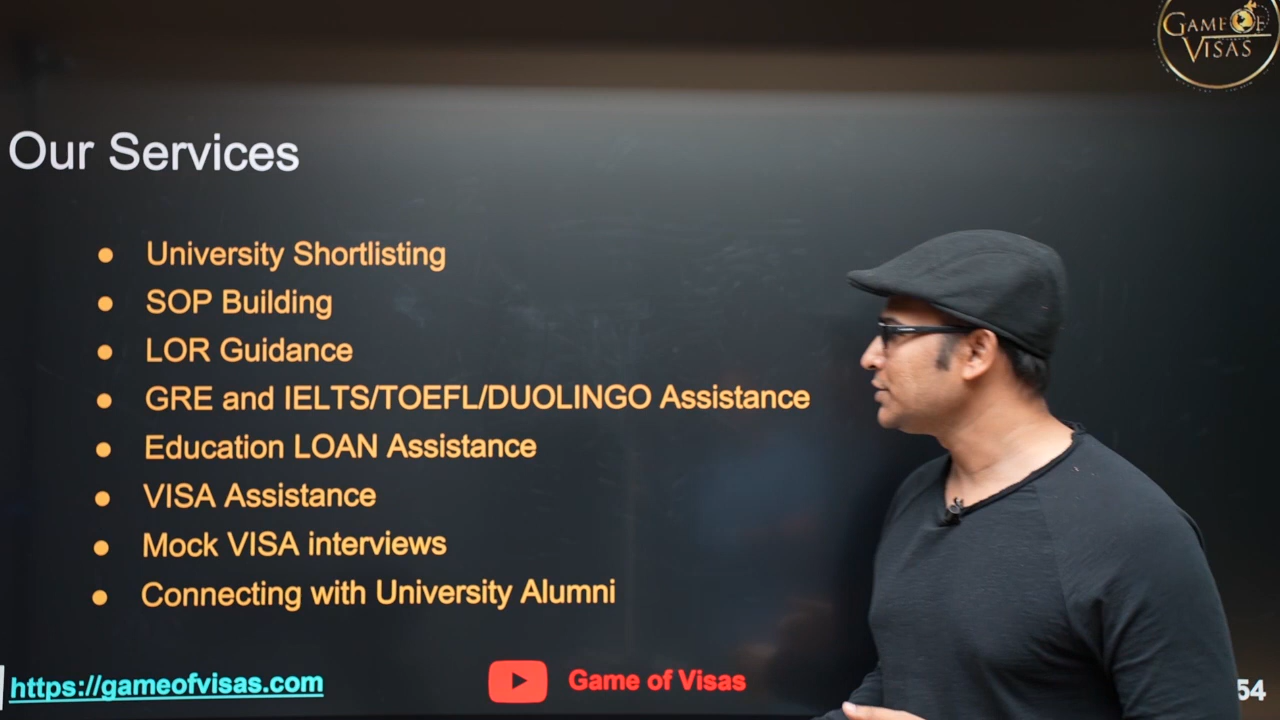 GAME OF
VISAS
Our Services
● University Shortlisting
● SOP Building
● LOR Guidance
● GRE and IELTS/TOEFL/DUOLINGO Assistance
● Education LOAN Assistance
● VISA Assistance
● Mock VISA interviews
● Connecting with University Alumni
https://gameofvisas.com
Game of Visas
54